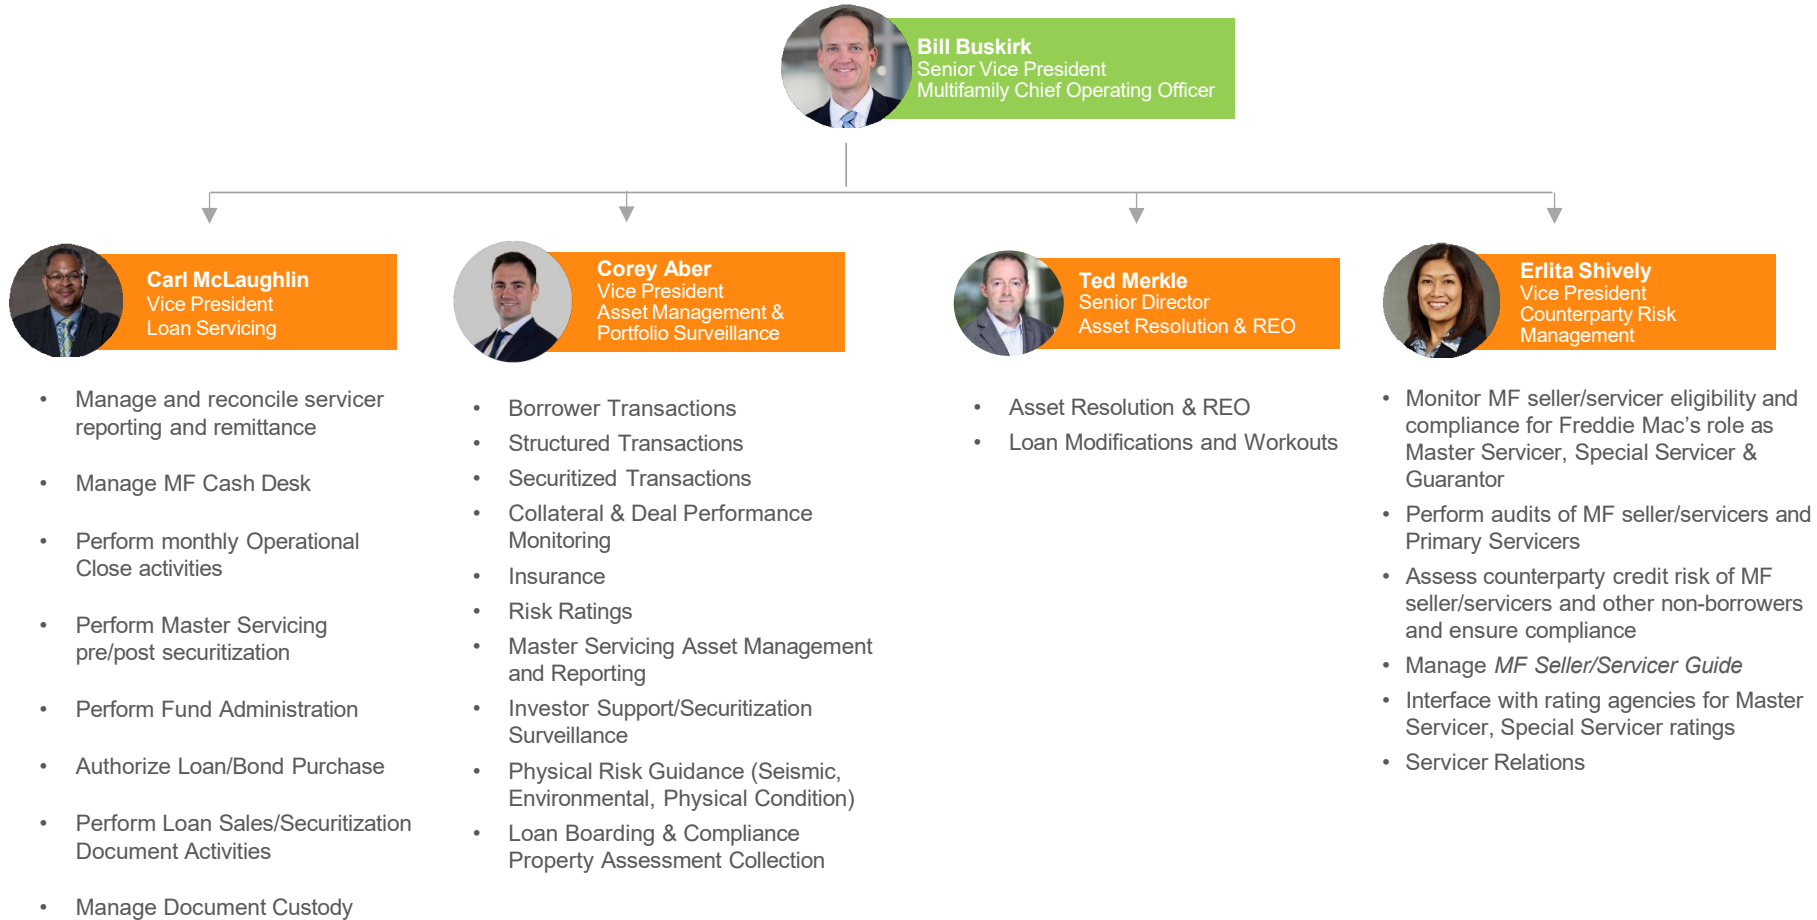 Bill Buskirk
Senior Vice President
Multifamily Chief Operating Officer
Carl McLaughlin
Vice President
Loan Servicing
• Manage and reconcile servicer
reporting and remittance
• Manage MF Cash Desk
• Perform monthly Operational
Close activities
• Perform Master Servicing
pre/post securitization
• Perform Fund Administration
• Authorize Loan/Bond Purchase
• Perform Loan Sales/Securitization
Document Activities
• Manage Document Custody
Corey Aber
Vice President
Asset Management &
Portfolio Surveillance
• Borrower Transactions
• Structured Transactions
• Securitized Transactions
• Collateral & Deal Performance
Monitoring
• Insurance
• Risk Ratings
• Master Servicing Asset Management
and Reporting
• Investor Support/Securitization
Surveillance
• Physical Risk Guidance (Seismic,
Environmental, Physical Condition)
• Loan Boarding & Compliance
Property Assessment Collection
Ted Merkle
Senior Director
Asset Resolution & REO
• Asset Resolution & REO
• Loan Modifications and Workouts
Erlita Shively
Vice President
Counterparty Risk
Management
• Monitor MF seller/servicer eligibility and
compliance for Freddie Mac’s role as
Master Servicer, Special Servicer &
Guarantor
• Perform audits of MF seller/servicers and
Primary Servicers
• Assess counterparty credit risk of MF
seller/servicers and other non-borrowers
and ensure compliance
• Manage MF Seller/Servicer Guide
• Interface with rating agencies for Master
Servicer, Special Servicer ratings
• Servicer Relations